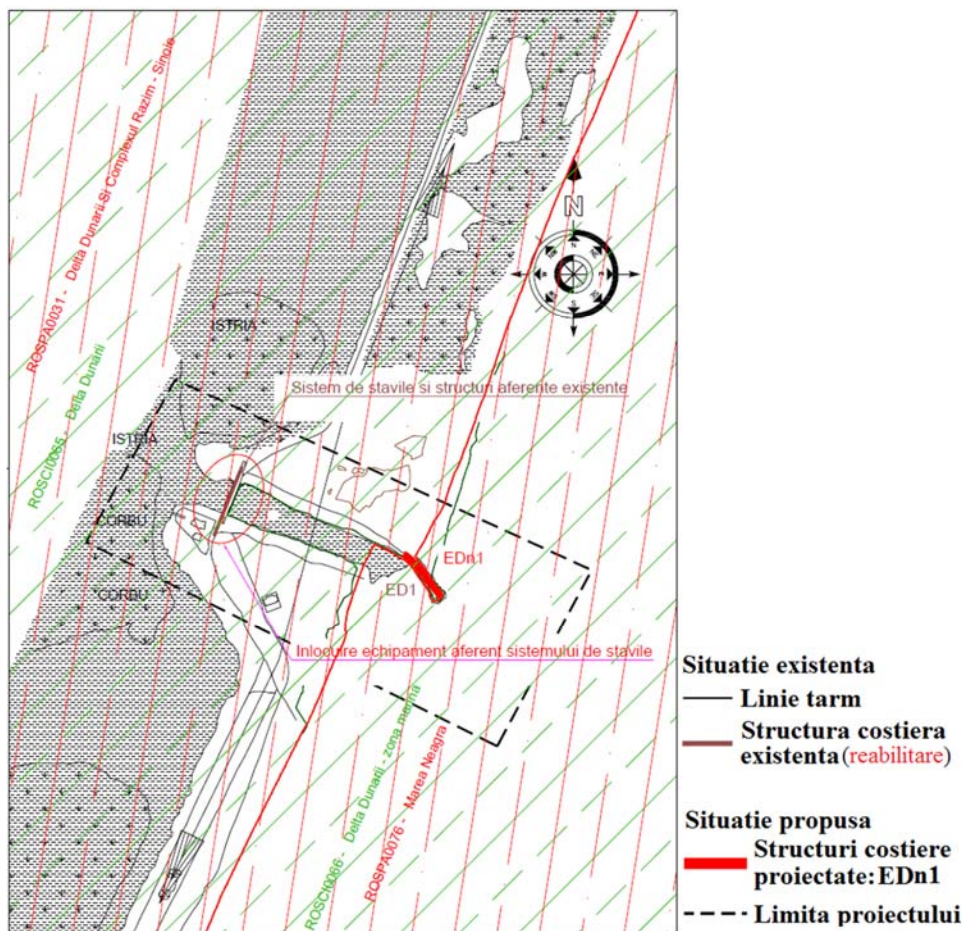 ROSPA0031 - Delta Dunarii Si Complexul Razim - Sinoie
ROSCI0065 - Delta Dunarii
N
ISTRIA
Sistem de stavile si structuri aferente existente
ISTRIA
CORBU
EDn1
ED1
CORBU
Inlocuire echipament aferent sistemului de stavile
ROSCI0066 - Delta Dunarii - zona marina
ROSPA0076 - Marea Neagra
Situatie existenta
Linie tarm
Structura costiera
existenta (reabilitare)
Situatie propusa
Structuri costiere
proiectate: EDn1
Limita proiectului